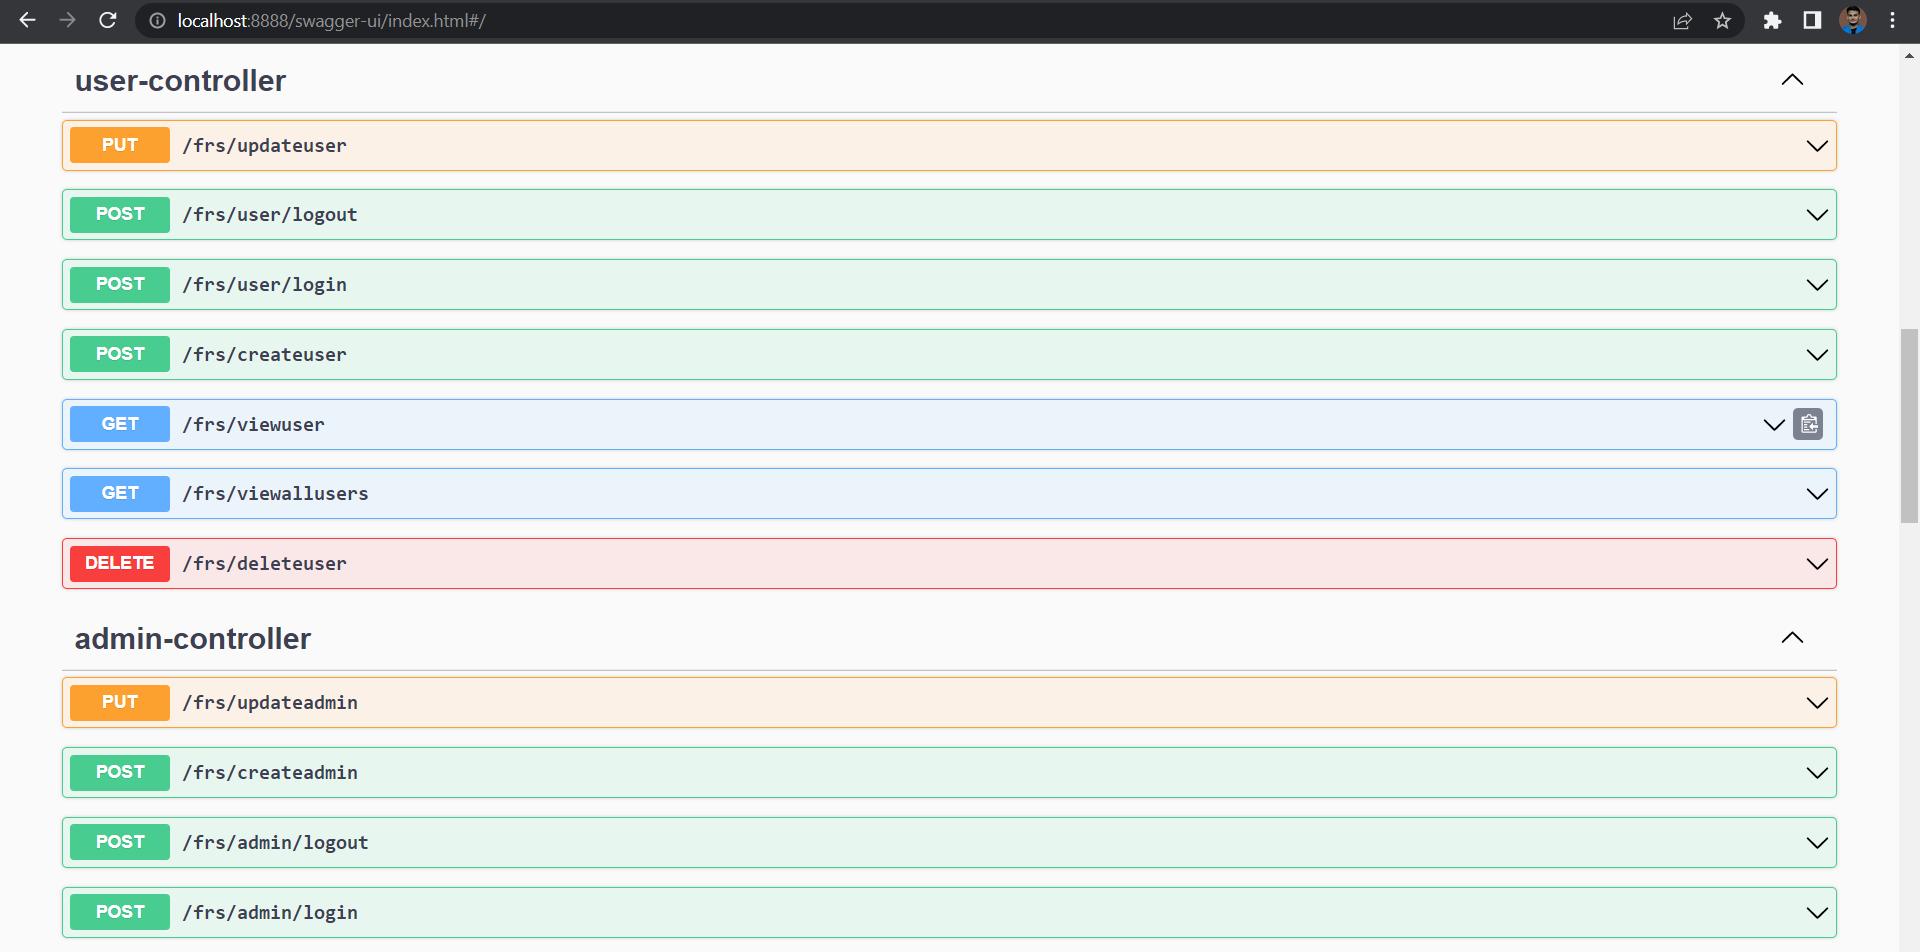 localhost:8888/swagger-ui/index.html#/
user-controller
PUT /frs/updateuser
POST /frs/user/logout
POST /frs/user/login
POST /frs/createuser
GET /frs/viewuser
GET /frs/viewallusers
DELETE /frs/deleteuser
admin-controller
PUT /frs/updateadmin
POST /frs/createadmin
POST /frs/admin/logout
POST /frs/admin/login